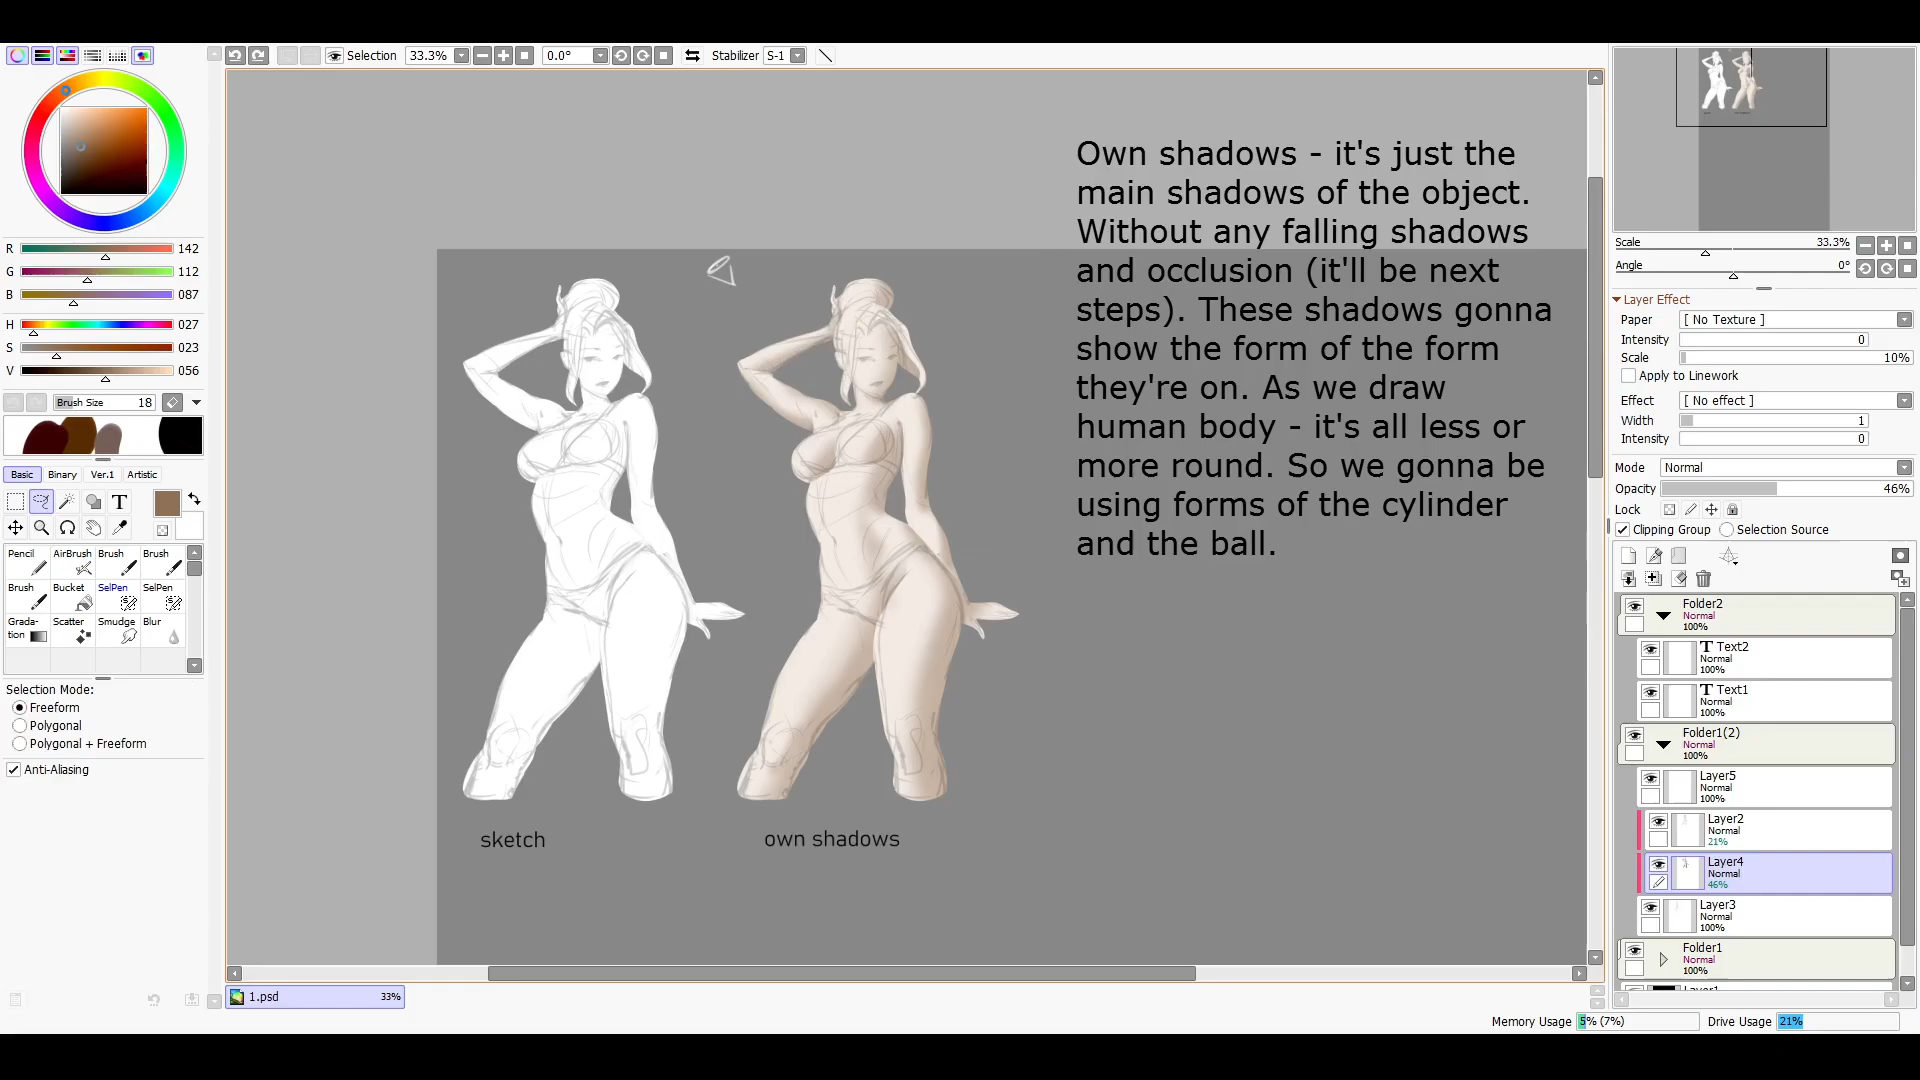 Selection 33.3% 0.0° Stabilizer S-1
R 142
G 112
B 087
H 027
S 023
V 056
Brush Size 18
Basic Binary Ver.1 Artistic
T
Pencil AirBrush Brush Brush
Brush Bucket SelPen SelPen
Grada-
tion Scatter Smudge Blur
Selection Mode:
Freeform
Polygonal
Polygonal + Freeform
Anti-Aliasing
Own shadows - it's just the
main shadows of the object.
Without any falling shadows
and occlusion (it'll be next
steps). These shadows gonna
show the form of the form
they're on. As we draw
human body - it's all less or
more round. So we gonna be
using forms of the cylinder
and the ball.
sketch
own shadows
1.psd 33%
Scale 33.3%
Angle 0°
Layer Effect
Paper [ No Texture ]
Intensity 0
Scale 10%
Apply to Linework
Effect [ No effect ]
Width 1
Intensity 0
Mode Normal
Opacity 46%
Lock
Clipping Group Selection Source
Folder2
Normal
100%
T Text2
Normal
100%
T Text1
Normal
100%
Folder1(2)
Normal
100%
Layer5
Normal
100%
Layer2
Normal
21%
Layer4
Normal
46%
Layer3
Normal
100%
Folder1
Normal
100%
Layer1
Memory Usage 5% (7%) Drive Usage 21%